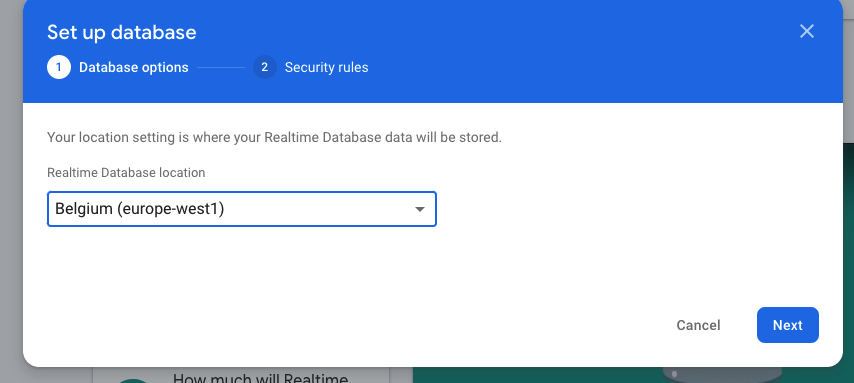 Set up database
1 Database options
2 Security rules
Your location setting is where your Realtime Database data will be stored.
Realtime Database location
Belgium (europe-west1)
Cancel
Next
How much will Realtime